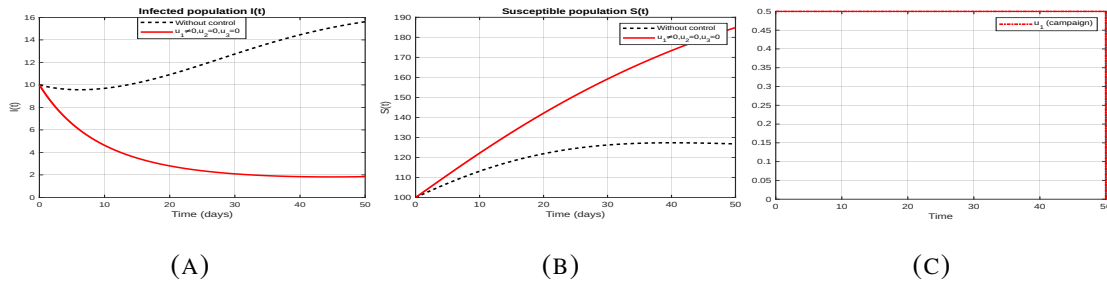 Infected population I(t)
Without control
u1≠0,u2=0,u3=0
16
14
12
10
8
6
4
2
0
I(t)
0 10 20 30 40 50
Time (days)
(A)
Susceptible population S(t)
Without control
u1≠0,u2=0,u3=0
190
180
170
160
150
140
130
120
110
100
S(t)
0 10 20 30 40 50
Time (days)
(B)
u1 (campaign)
0.5
0.45
0.4
0.35
0.3
0.25
0.2
0.15
0.1
0.05
0
0 10 20 30 40 50
Time
(C)